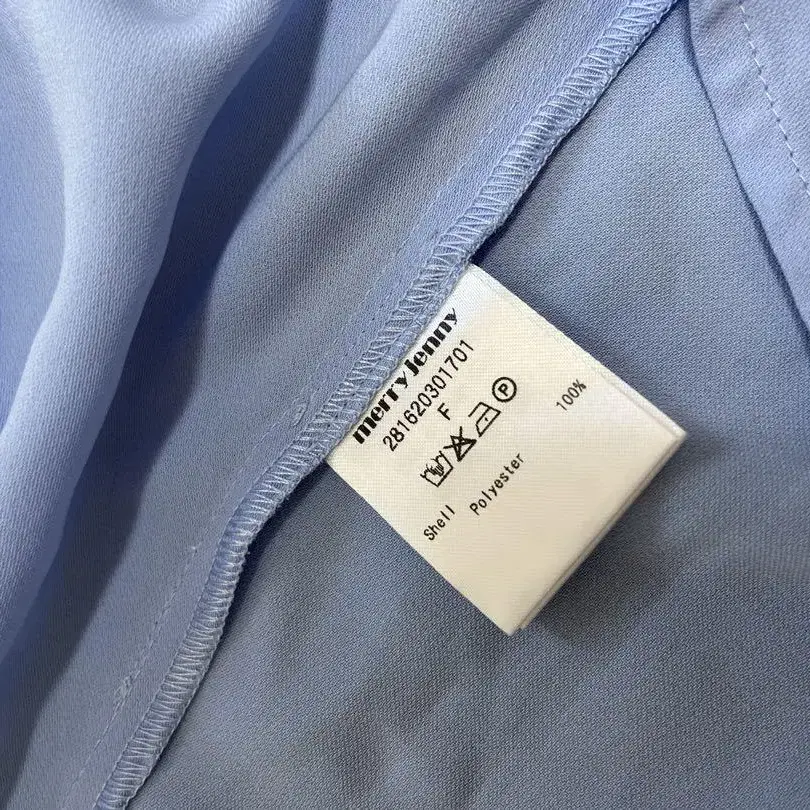 merry jenny
281620301701
F
P
Shell
Polyester 100%